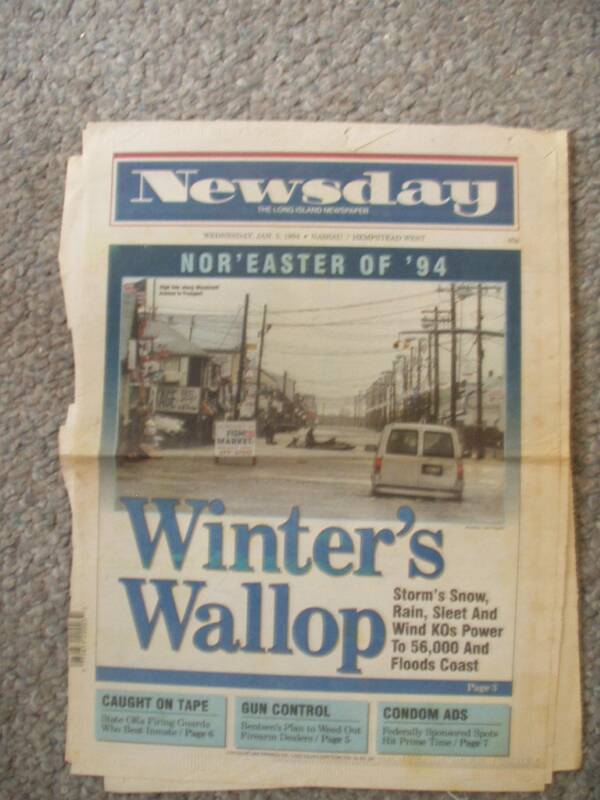 Newsday
THE LONG ISLAND NEWSPAPER
WEDNESDAY, JAN. 5, 1994 • NASSAU / HEMPSTEAD WEST
NOR'EASTER OF '94
FISH
MARKET
Winter's
Wallop
Storm's Snow,
Rain, Sleet And
Wind KOs Power
To 56,000 And
Floods Coast
Page 3
CAUGHT ON TAPE
State OKs Firing Guards
Who Beat Inmate / Page 6
GUN CONTROL
Bentsen's Plan to Weed Out
Firearm Dealers / Page 5
CONDOM ADS
Federally Sponsored Spots
Hit Prime Time / Page 7